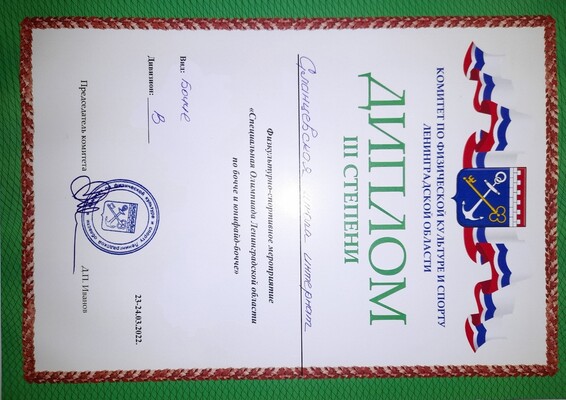 КОМИТЕТ ПО ФИЗИЧЕСКОЙ КУЛЬТУРЕ И СПОРТУ
ЛЕНИНГРАДСКОЙ ОБЛАСТИ
ДИПЛОМ
III СТЕПЕНИ
Сланцевская школа интернат
Физкультурно-спортивное мероприятие
«Специальная Олимпиада Ленинградской области
по бочче и юнифайд-бочче»
Вид: Бочче
Дивизион: В
Председатель комитета
Д.П. Иванов
23-24.03.2022.